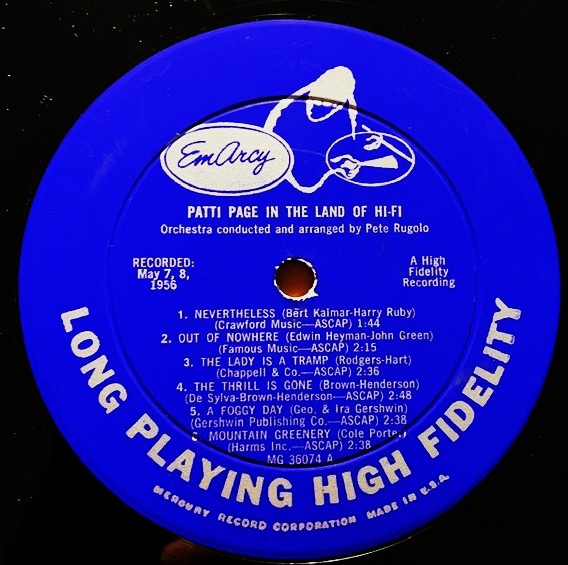 EmArcy
PATTI PAGE IN THE LAND OF HI-FI
Orchestra conducted and arranged by Pete Rugolo
RECORDED:
May 7, 8,
1956
A High
Fidelity
Recording
1. NEVERTHELESS (Bert Kalmar-Harry Ruby)
(Crawford Music—ASCAP) 1:44
2. OUT OF NOWHERE (Edwin Heyman-John Green)
(Famous Music—ASCAP) 2:15
3. THE LADY IS A TRAMP (Rodgers-Hart)
(Chappell & Co.—ASCAP) 2:36
4. THE THRILL IS GONE (Brown-Henderson)
(De Sylva-Brown-Henderson—ASCAP) 2:48
5. A FOGGY DAY (Geo. & Ira Gershwin)
(Gershwin Publishing Co.—ASCAP) 2:38
6. MOUNTAIN GREENERY (Cole Porter)
(Harms Inc.—ASCAP) 2:38
MG 36074 A
LONG PLAYING HIGH FIDELITY
MERCURY RECORD CORPORATION MADE IN U.S.A.